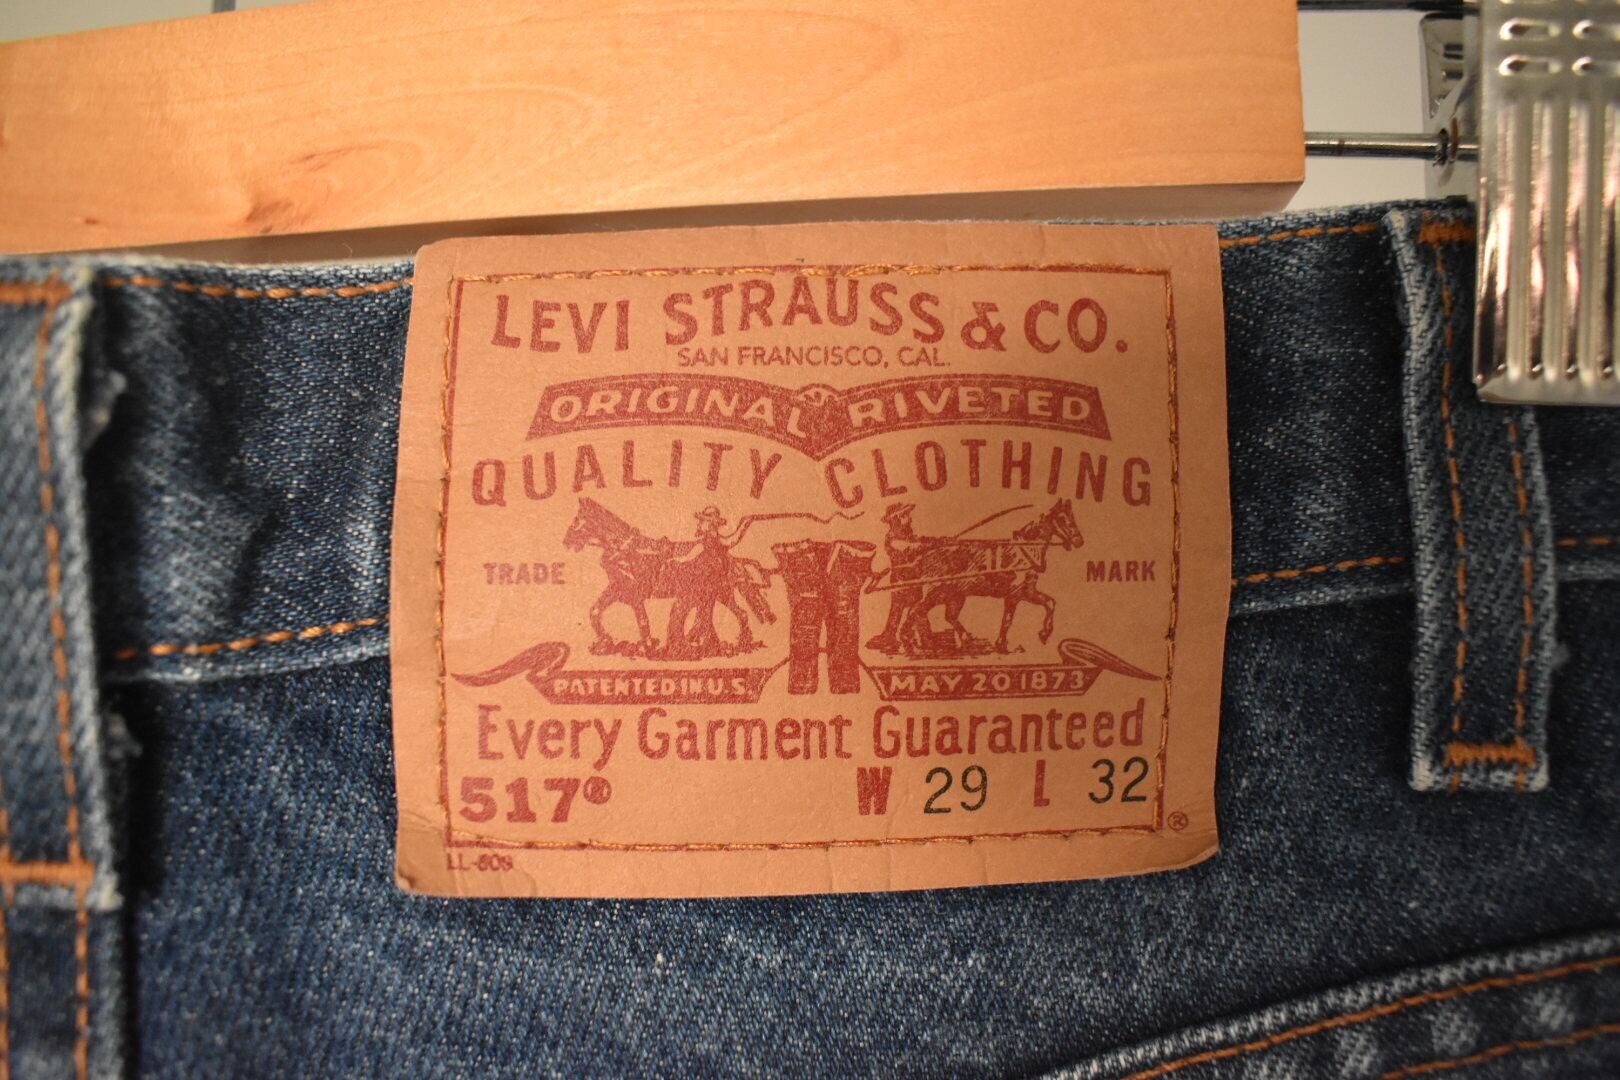 LEVI STRAUSS & CO.
SAN FRANCISCO, CAL.
ORIGINAL RIVETED
QUALITY CLOTHING
TRADE MARK
PATENTED IN U.S. MAY 20 1873
Every Garment Guaranteed
517® W 29 L 32
®
LL-609